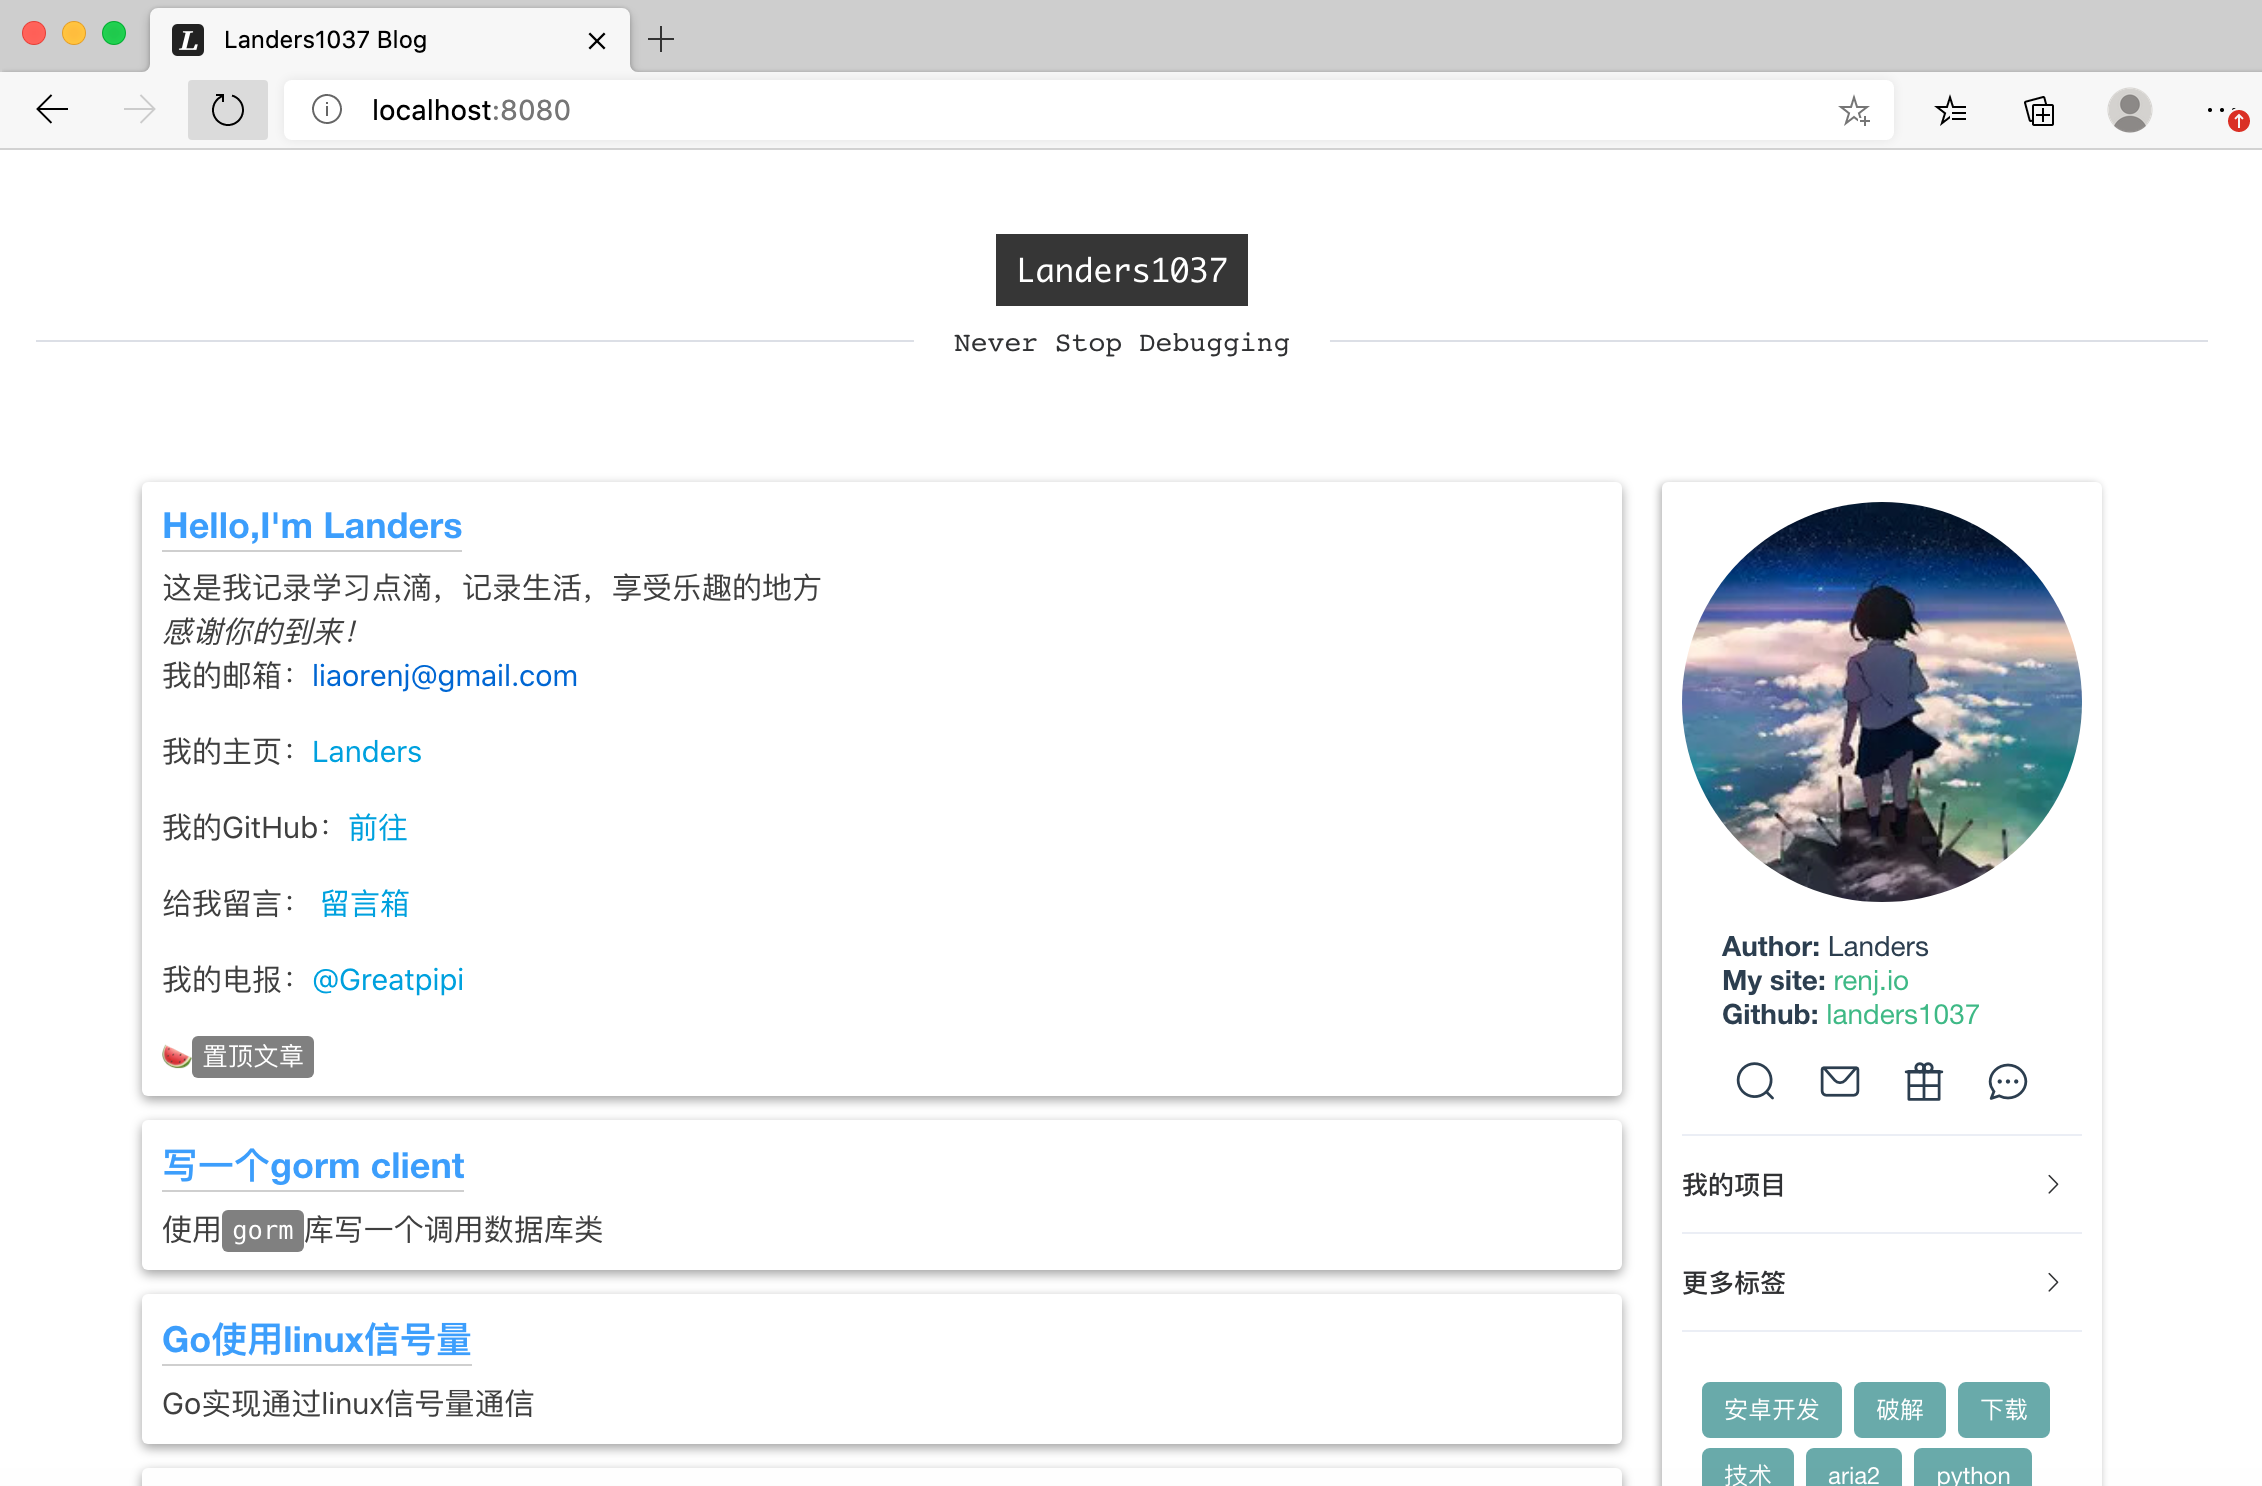 Landers1037 Blog
localhost:8080
Landers1037
Never Stop Debugging
Hello,I'm Landers
这是我记录学习点滴，记录生活，享受乐趣的地方
感谢你的到来！
我的邮箱：liaorenj@gmail.com
我的主页：Landers
我的GitHub：前往
给我留言： 留言箱
我的电报：@Greatpipi
🍉置顶文章
写一个gorm client
使用gorm库写一个调用数据库类
Go使用linux信号量
Go实现通过linux信号量通信
Author: Landers
My site: renj.io
Github: landers1037
我的项目
更多标签
安卓开发 破解 下载
技术 aria2 python